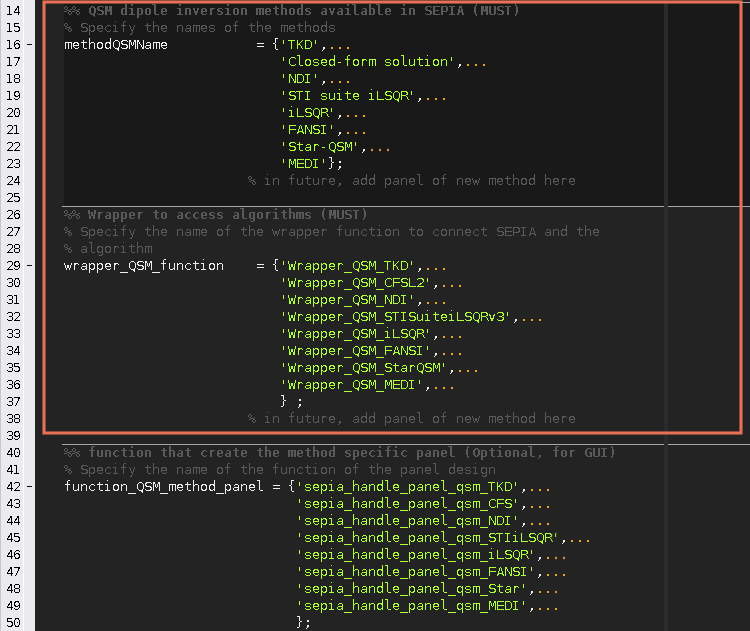 14 %% QSM dipole inversion methods available in SEPIA (MUST)
15 % Specify the names of the methods
16 - methodQSMName = {'TKD',...
17 'Closed-form solution',...
18 'NDI',...
19 'STI suite iLSQR',...
20 'iLSQR',...
21 'FANSI',...
22 'Star-QSM',...
23 'MEDI'};
24 % in future, add panel of new method here
25
26 %% Wrapper to access algorithms (MUST)
27 % Specify the name of the wrapper function to connect SEPIA and the
28 % algorithm
29 - wrapper_QSM_function = {'Wrapper_QSM_TKD',...
30 'Wrapper_QSM_CFSL2',...
31 'Wrapper_QSM_NDI',...
32 'Wrapper_QSM_STISuiteiLSQRv3',...
33 'Wrapper_QSM_iLSQR',...
34 'Wrapper_QSM_FANSI',...
35 'Wrapper_QSM_StarQSM',...
36 'Wrapper_QSM_MEDI',...
37 } ;
38 % in future, add panel of new method here
39
40 %% function that create the method specific panel (Optional, for GUI)
41 % Specify the name of the function of the panel design
42 - function_QSM_method_panel = {'sepia_handle_panel_qsm_TKD',...
43 'sepia_handle_panel_qsm_CFS',...
44 'sepia_handle_panel_qsm_NDI',...
45 'sepia_handle_panel_qsm_STIiLSQR',...
46 'sepia_handle_panel_qsm_iLSQR',...
47 'sepia_handle_panel_qsm_FANSI',...
48 'sepia_handle_panel_qsm_Star',...
49 'sepia_handle_panel_qsm_MEDI',...
50 };